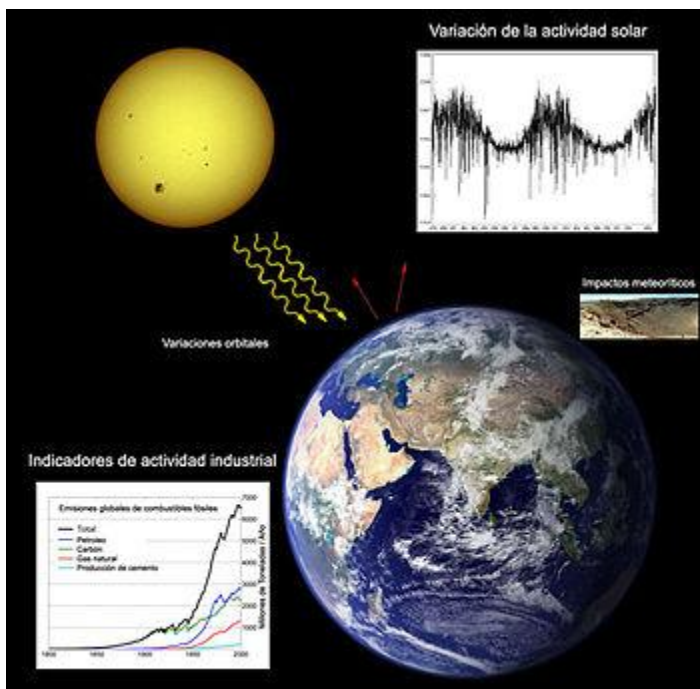 Variación de la actividad solar
Impactos meteoríticos
Variaciones orbitales
Indicadores de actividad industrial
Emisiones globales de combustibles fósiles
Total
Petroleo
Carbón
Gas natural
Producción de cemento
Millones de Toneladas / Año
7000
6000
5000
4000
3000
2000
1000
0
1800
1850
1900
1950
2000